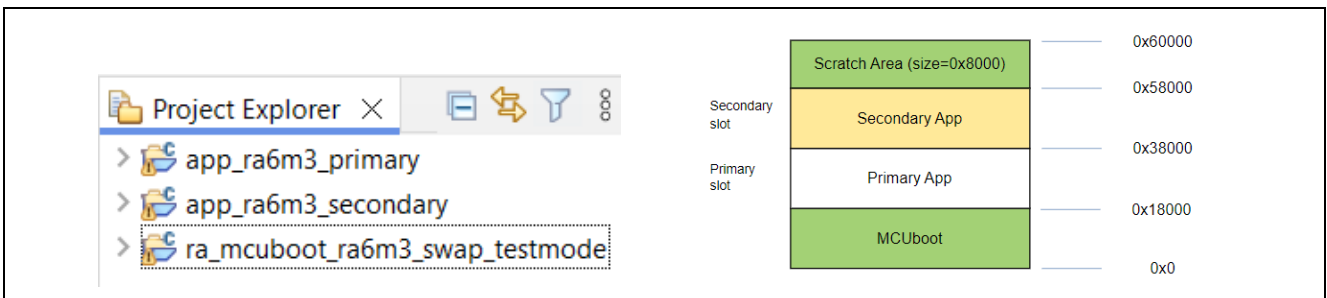 Project Explorer
app_ra6m3_primary
app_ra6m3_secondary
ra_mcuboot_ra6m3_swap_testmode
0x60000
Scratch Area (size=0x8000)
0x58000
Secondary
slot
Secondary App
0x38000
Primary
slot
Primary App
0x18000
MCUboot
0x0